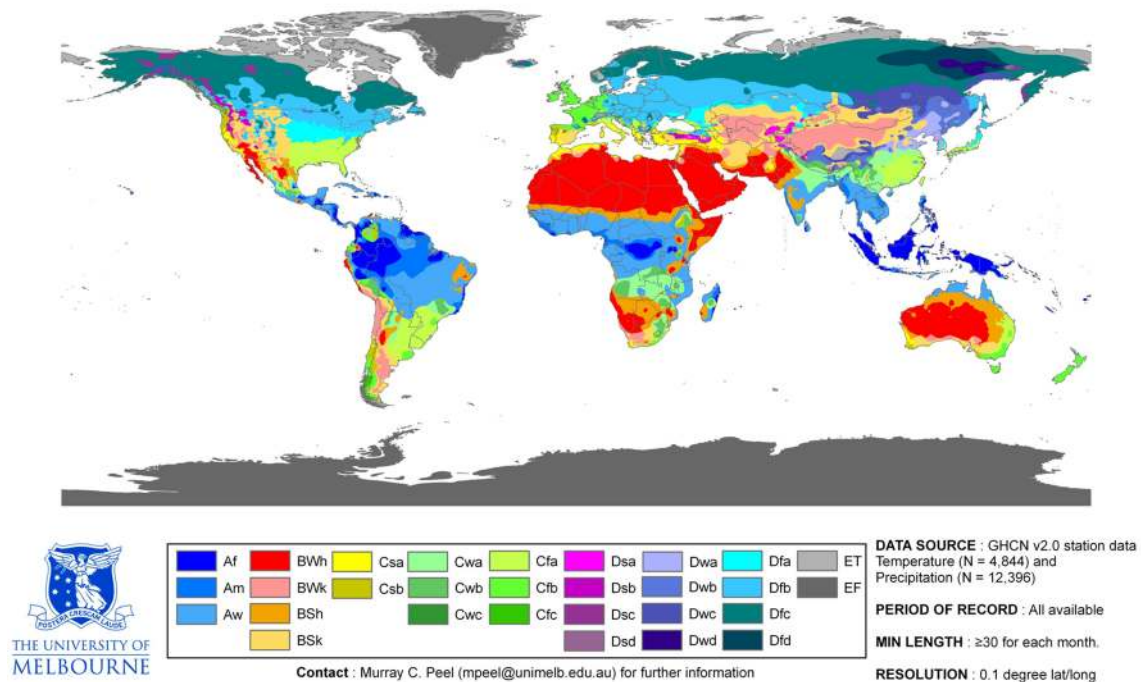 Af
Am
Aw
BWh
BWk
BSh
BSk
Csa
Csb
Cwa
Cwb
Cwc
Cfa
Cfb
Cfc
Dsa
Dsb
Dsc
Dsd
Dwa
Dwb
Dwc
Dwd
Dfa
Dfb
Dfc
Dfd
ET
EF
DATA SOURCE : GHCN v2.0 station data
Temperature (N = 4,844) and
Precipitation (N = 12,396)
PERIOD OF RECORD : All available
MIN LENGTH : ≥30 for each month.
RESOLUTION : 0.1 degree lat/long
POSTERA CRESCAM LAUDE
THE UNIVERSITY OF
MELBOURNE
Contact : Murray C. Peel (mpeel@unimelb.edu.au) for further information